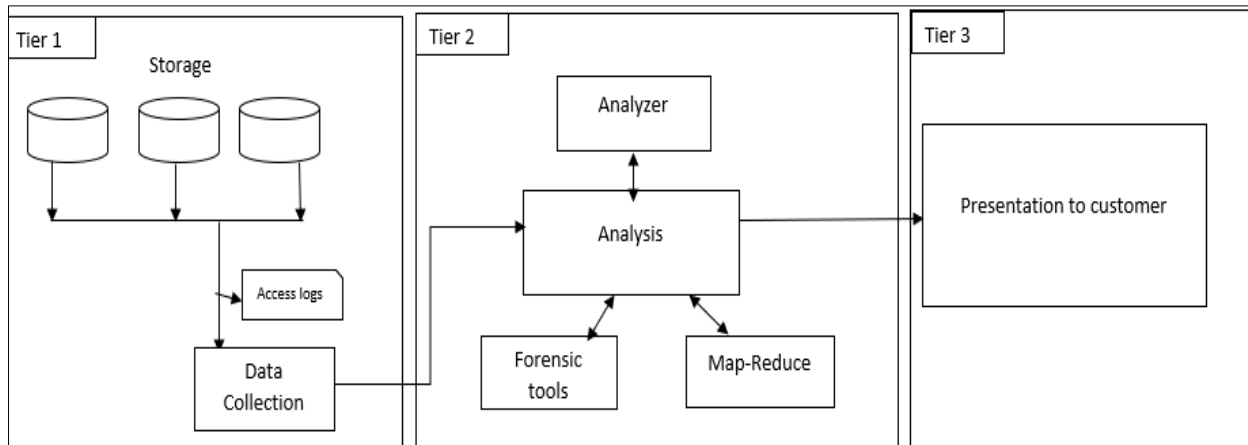 Tier 1
Storage
Access logs
Data
Collection
Tier 2
Analyzer
Analysis
Forensic
tools
Map-Reduce
Tier 3
Presentation to customer